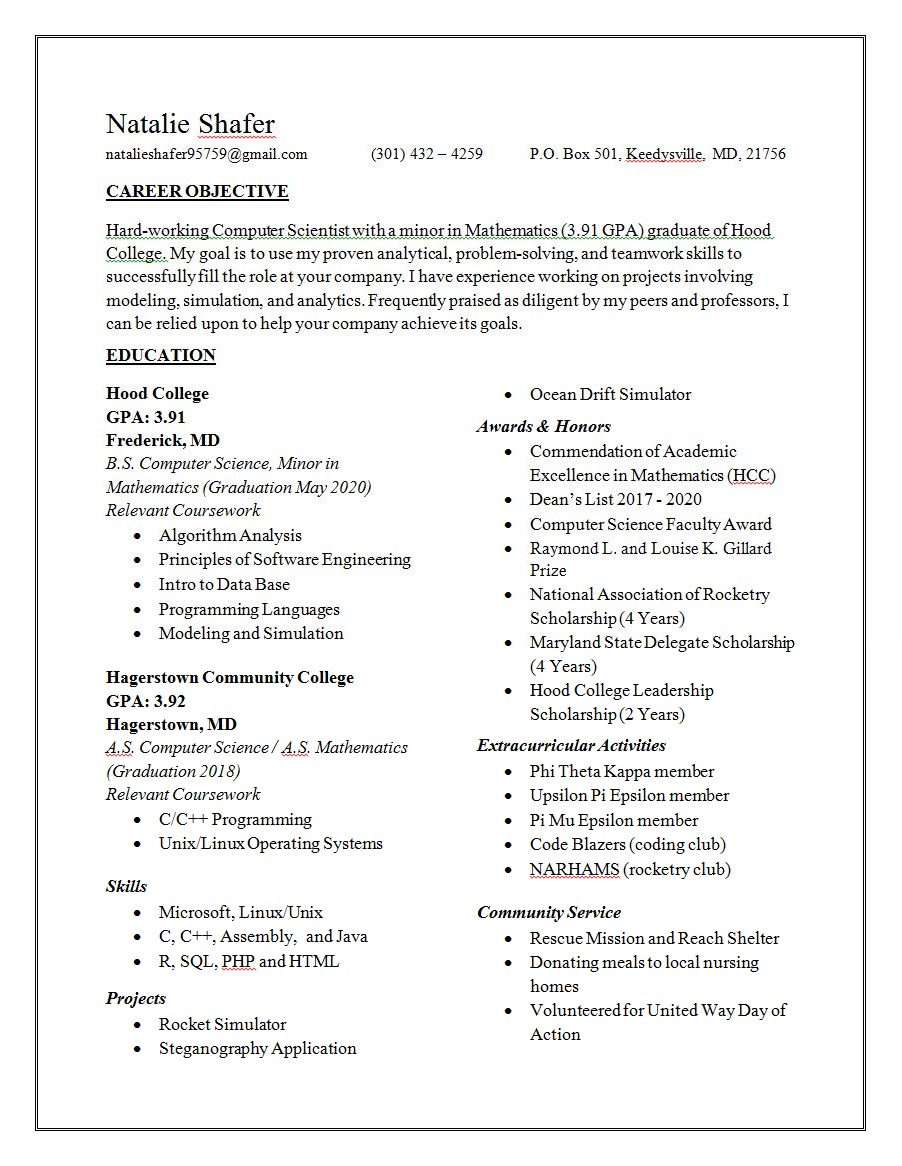 Natalie Shafer
natalieshafer95759@gmail.com (301) 432 – 4259 P.O. Box 501, Keedysville, MD, 21756
CAREER OBJECTIVE
Hard-working Computer Scientist with a minor in Mathematics (3.91 GPA) graduate of Hood
College. My goal is to use my proven analytical, problem-solving, and teamwork skills to
successfully fill the role at your company. I have experience working on projects involving
modeling, simulation, and analytics. Frequently praised as diligent by my peers and professors, I
can be relied upon to help your company achieve its goals.
EDUCATION
Hood College
GPA: 3.91
Frederick, MD
B.S. Computer Science, Minor in
Mathematics (Graduation May 2020)
Relevant Coursework
• Algorithm Analysis
• Principles of Software Engineering
• Intro to Data Base
• Programming Languages
• Modeling and Simulation
Hagerstown Community College
GPA: 3.92
Hagerstown, MD
A.S. Computer Science / A.S. Mathematics
(Graduation 2018)
Relevant Coursework
• C/C++ Programming
• Unix/Linux Operating Systems
Skills
• Microsoft, Linux/Unix
• C, C++, Assembly, and Java
• R, SQL, PHP and HTML
Projects
• Rocket Simulator
• Steganography Application
• Ocean Drift Simulator
Awards & Honors
• Commendation of Academic
Excellence in Mathematics (HCC)
• Dean’s List 2017 - 2020
• Computer Science Faculty Award
• Raymond L. and Louise K. Gillard
Prize
• National Association of Rocketry
Scholarship (4 Years)
• Maryland State Delegate Scholarship
(4 Years)
• Hood College Leadership
Scholarship (2 Years)
Extracurricular Activities
• Phi Theta Kappa member
• Upsilon Pi Epsilon member
• Pi Mu Epsilon member
• Code Blazers (coding club)
• NARHAMS (rocketry club)
Community Service
• Rescue Mission and Reach Shelter
• Donating meals to local nursing
homes
• Volunteered for United Way Day of
Action